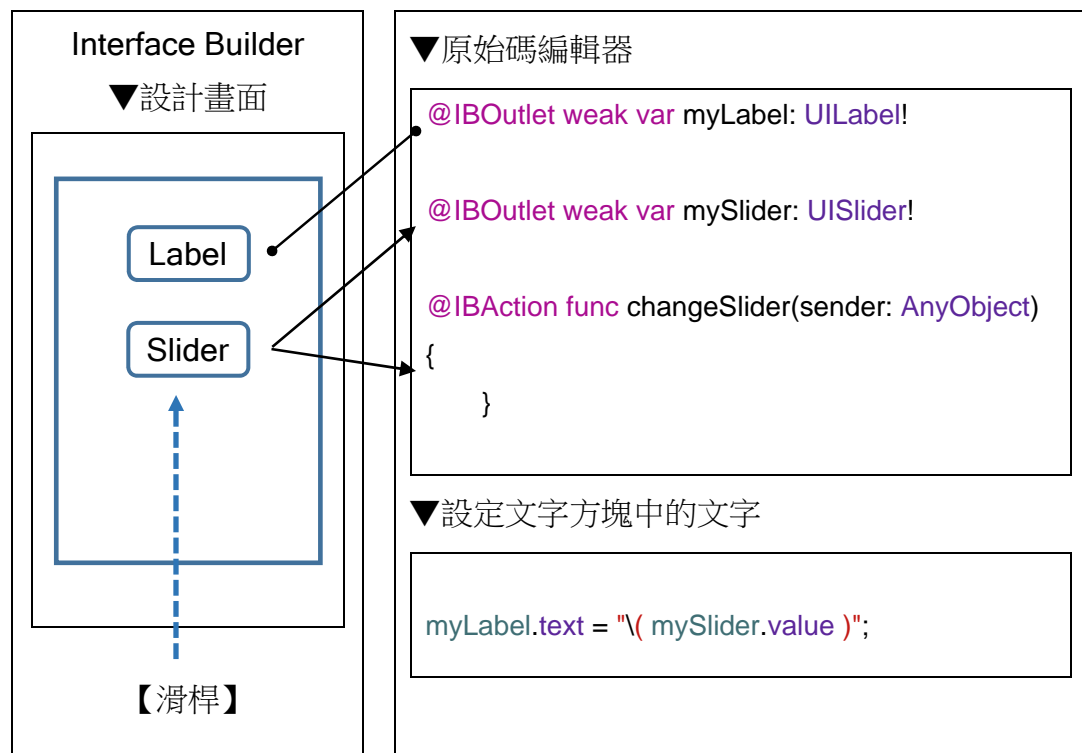 Interface Builder
▼設計畫面
Label
Slider
【滑桿】
▼原始碼編輯器
@IBOutlet weak var myLabel: UILabel!
@IBOutlet weak var mySlider: UISlider!
@IBAction func changeSlider(sender: AnyObject)
{
}
▼設定文字方塊中的文字
myLabel.text = "\( mySlider.value )";